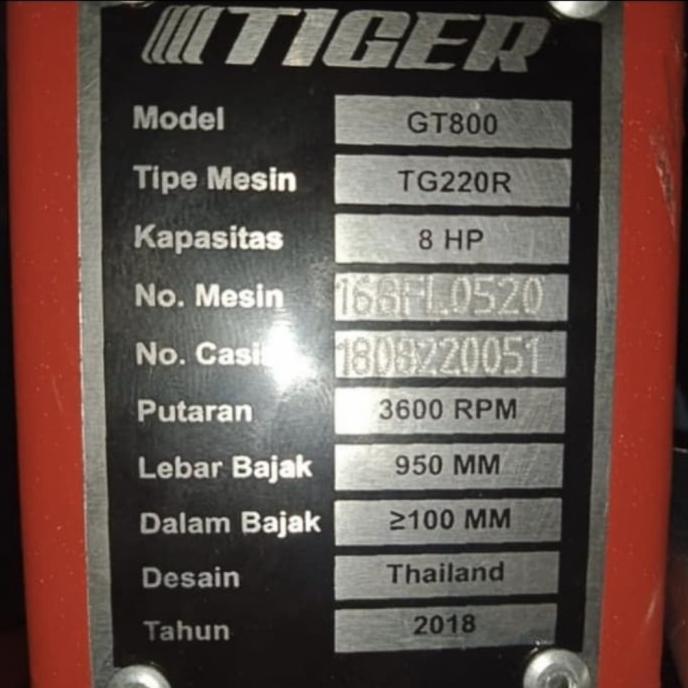 TIGER
Model GT800
Tipe Mesin TG220R
Kapasitas 8 HP
No. Mesin 168FL0520
No. Casis 1808220051
Putaran 3600 RPM
Lebar Bajak 950 MM
Dalam Bajak ≥100 MM
Desain Thailand
Tahun 2018